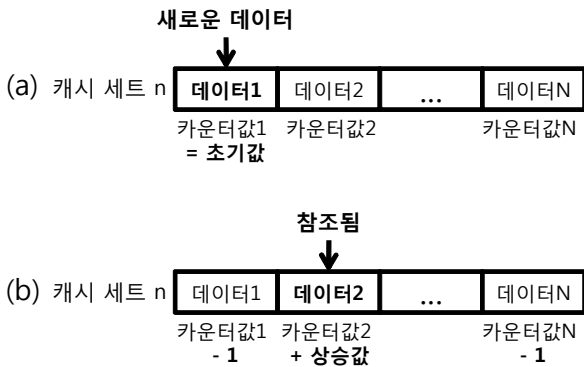 새로운 데이터
(a) 캐시 세트 n 데이터1 데이터2 ... 데이터N
카운터값1 카운터값2 카운터값N
= 초기값
참조됨
(b) 캐시 세트 n 데이터1 데이터2 ... 데이터N
카운터값1 카운터값2 카운터값N
- 1 + 상승값 - 1